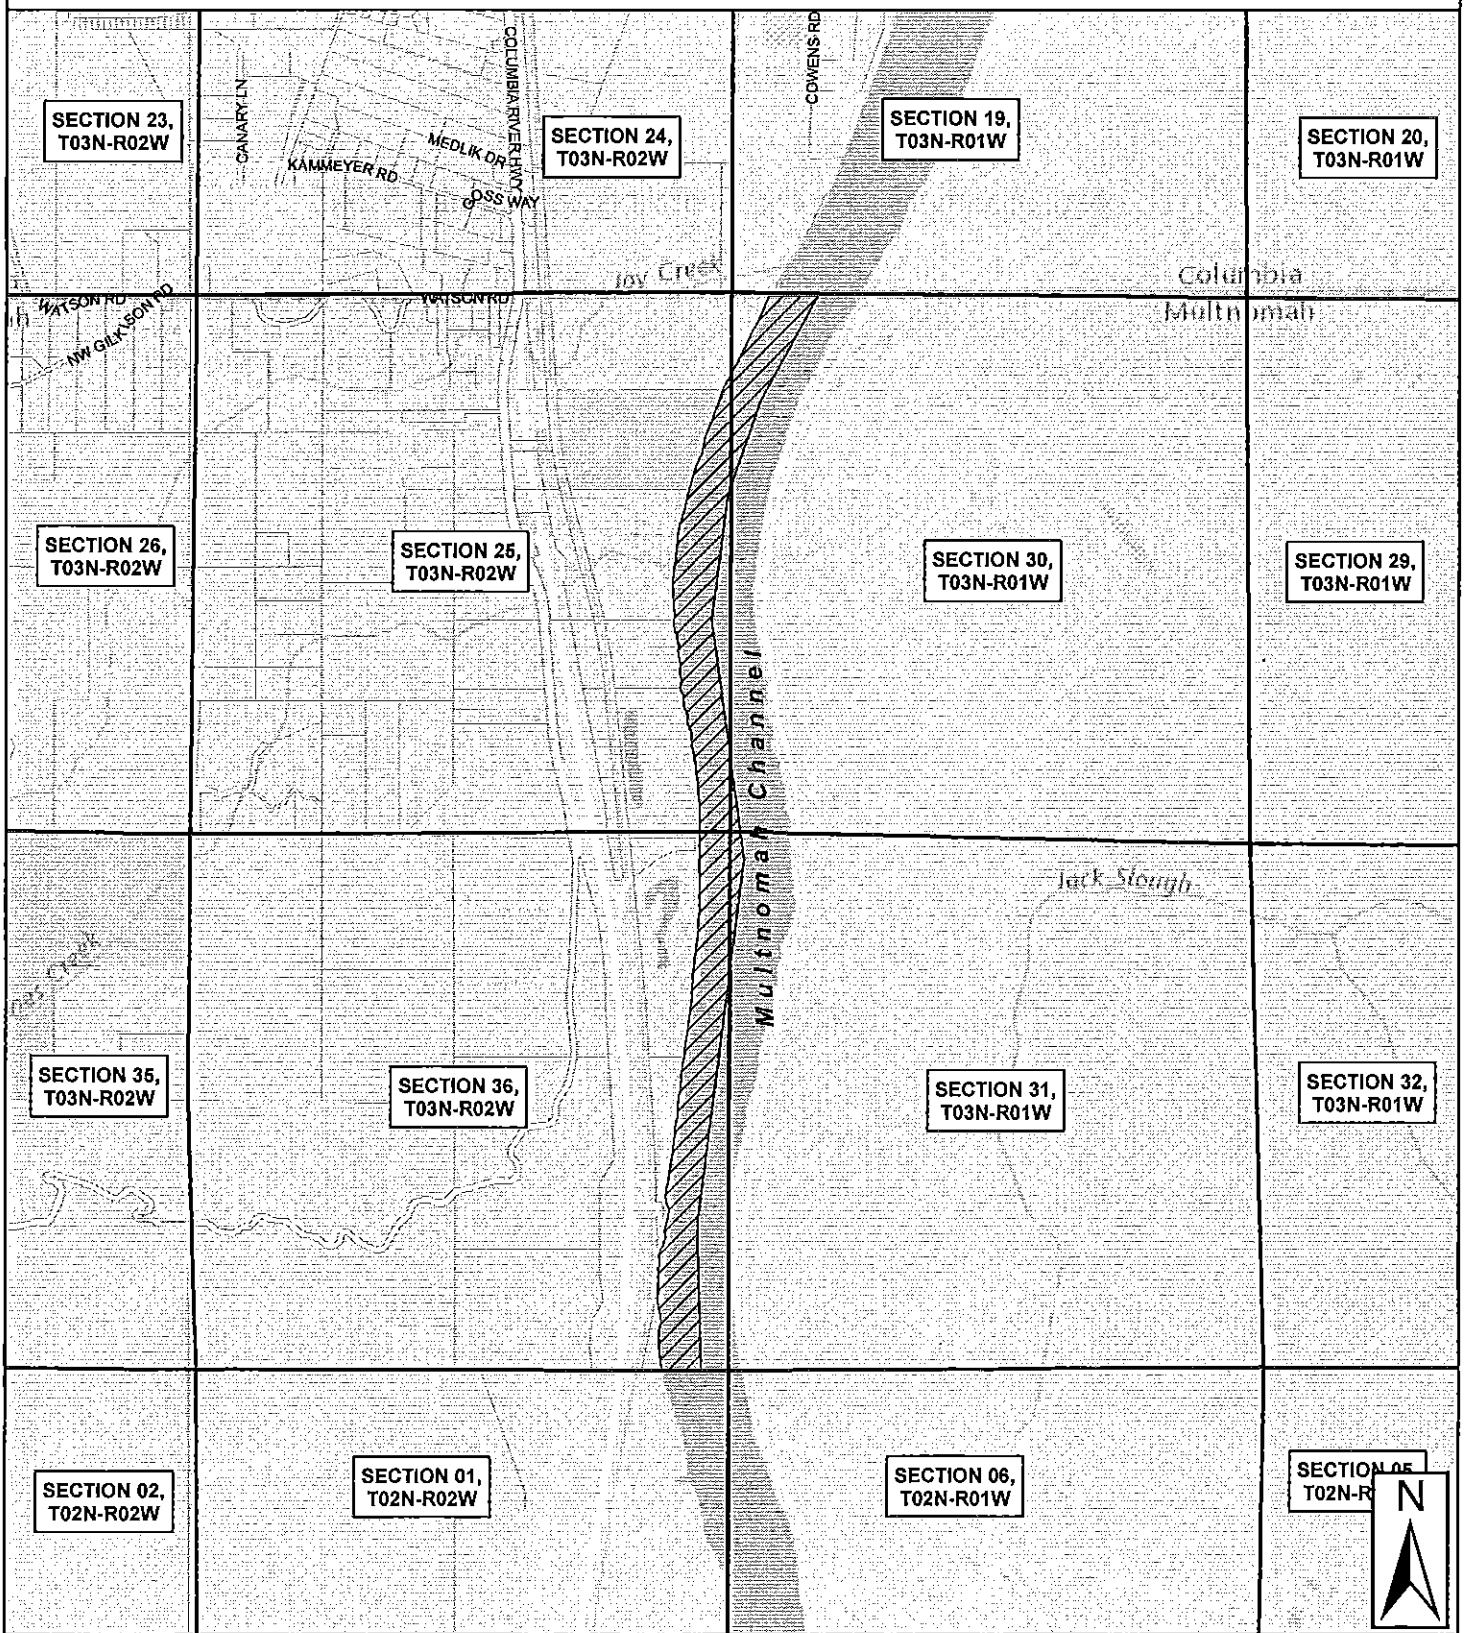 COLUMBIA RIVER HWY
COWENS RD
CANARY LN
SECTION 23,
T03N-R02W
SECTION 24,
T03N-R02W
SECTION 19,
T03N-R01W
SECTION 20,
T03N-R01W
MEDLIK DR
KAMMEYER RD
GOSS WAY
Joy Creek
Columbia
WATSON RD
WATSON RD
Multnomah
NW GILKISON RD
SECTION 26,
T03N-R02W
SECTION 25,
T03N-R02W
SECTION 30,
T03N-R01W
SECTION 29,
T03N-R01W
Multnomah Channel
Jack Slough
Creek
SECTION 35,
T03N-R02W
SECTION 36,
T03N-R02W
SECTION 31,
T03N-R01W
SECTION 32,
T03N-R01W
SECTION 02,
T02N-R02W
SECTION 01,
T02N-R02W
SECTION 06,
T02N-R01W
SECTION 05
T02N-R
N